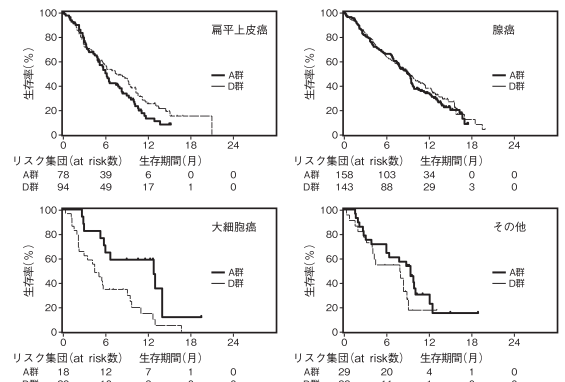 扁平上皮癌
生存率(%)
100
80
60
40
20
0
A群
D群
0 6 12 18 24
リスク集団(at risk数) 生存期間(月)
A群 78 39 6 0 0
D群 94 49 17 1 0
腺癌
生存率(%)
100
80
60
40
20
0
A群
D群
0 6 12 18 24
リスク集団(at risk数) 生存期間(月)
A群 158 103 34 0 0
D群 143 88 29 3 0
大細胞癌
生存率(%)
100
80
60
40
20
0
A群
D群
0 6 12 18 24
リスク集団(at risk数) 生存期間(月)
A群 18 12 7 1 0
その他
生存率(%)
100
80
60
40
20
0
A群
D群
0 6 12 18 24
リスク集団(at risk数) 生存期間(月)
A群 29 20 4 1 0